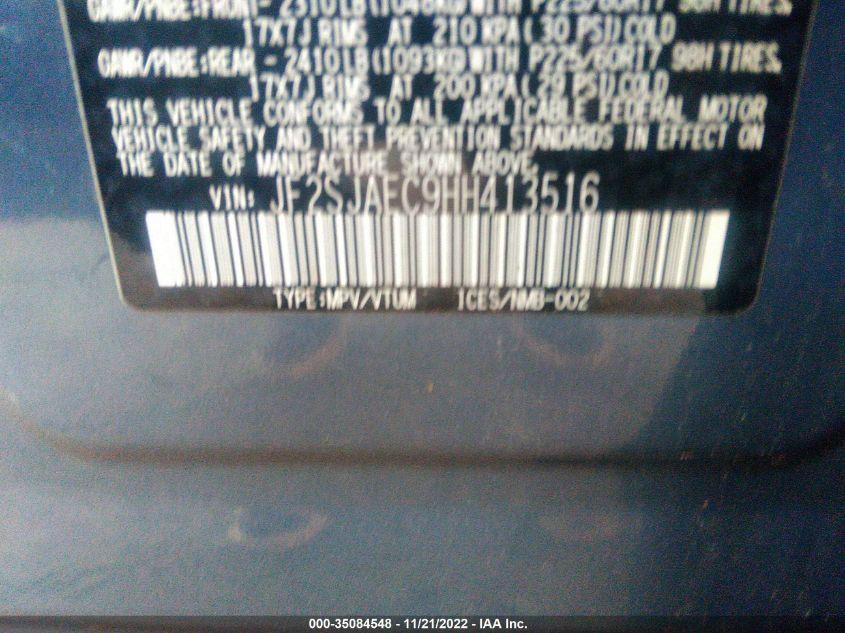 GAWR/PNBE:FRONT- 2310LB(1048KG)WITH P225/60R17 98H TIRES,
17X7J RIMS AT 210 KPA( 30 PSI)COLD
GAWR/PNBE:REAR - 2410LB(1093KG)WITH P225/60R17 98H TIRES,
17X7J RIMS AT 200 KPA( 29 PSI)COLD
THIS VEHICLE CONFORMS TO ALL APPLICABLE FEDERAL MOTOR
VEHICLE SAFETY AND THEFT PREVENTION STANDARDS IN EFFECT ON
THE DATE OF MANUFACTURE SHOWN ABOVE.
VIN: JF2SJAEC9HH413516
TYPE:MPV/VTUM ICES/NMB-002
000-35084548 - 11/21/2022 - IAA Inc.